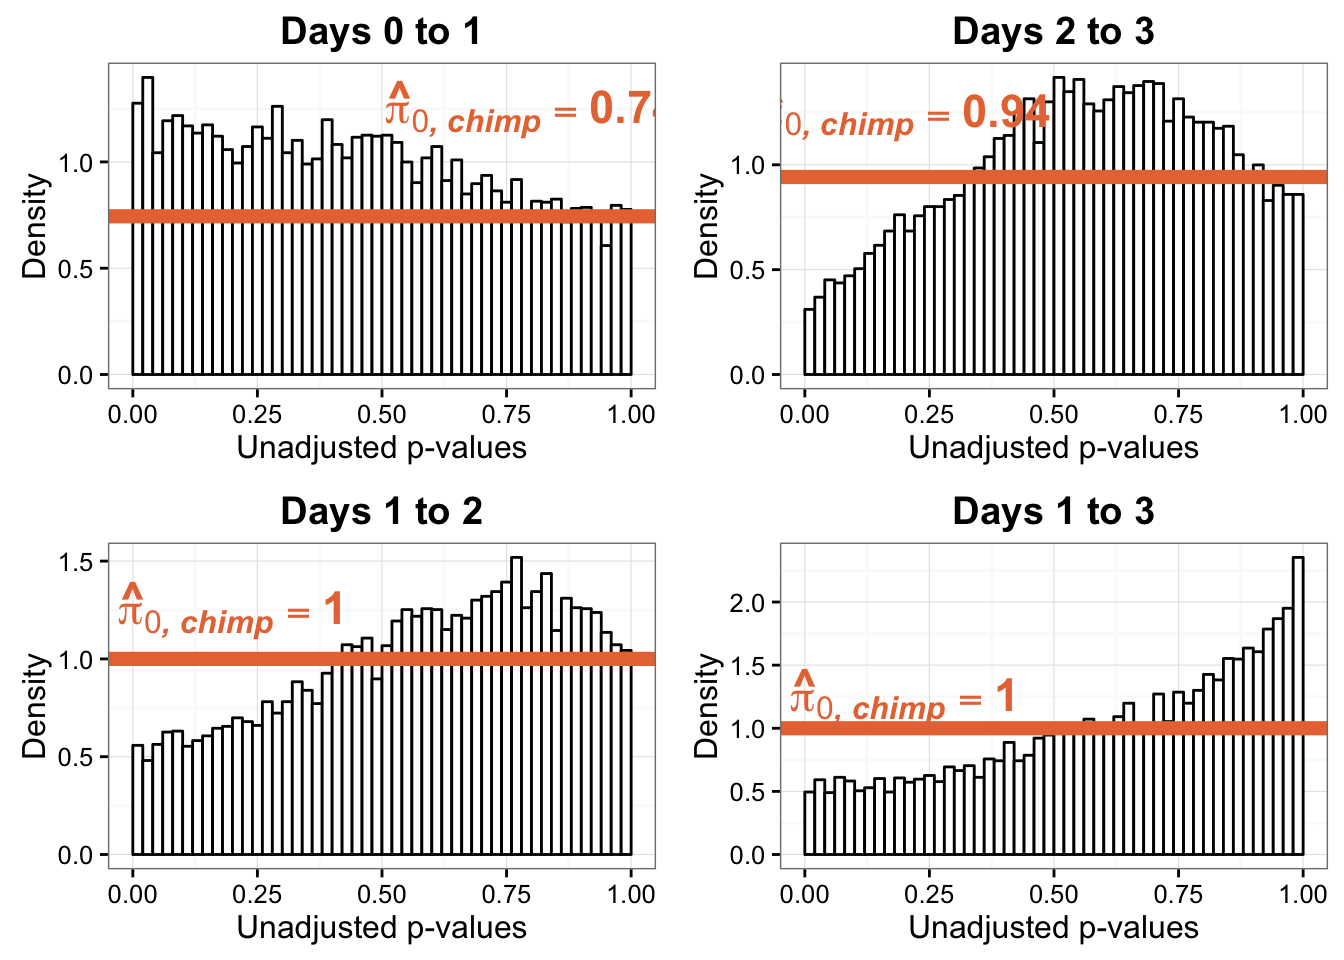 Days 0 to 1
π̂0, chimp = 0.74
Density
1.0
0.5
0.0
0.00 0.25 0.50 0.75 1.00
Unadjusted p-values
Days 2 to 3
0, chimp = 0.94
Density
1.0
0.5
0.0
0.00 0.25 0.50 0.75 1.00
Unadjusted p-values
Days 1 to 2
π̂0, chimp = 1
Density
1.5
1.0
0.5
0.0
0.00 0.25 0.50 0.75 1.00
Unadjusted p-values
Days 1 to 3
π̂0, chimp = 1
Density
2.0
1.5
1.0
0.5
0.0
0.00 0.25 0.50 0.75 1.00
Unadjusted p-values